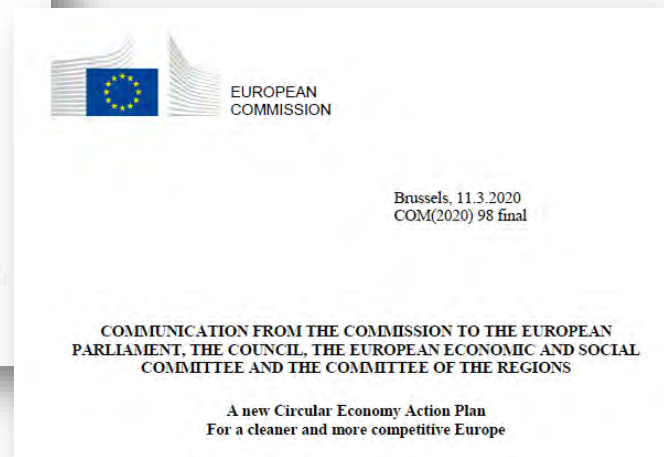 EUROPEAN
COMMISSION
Brussels, 11.3.2020
COM(2020) 98 final
COMMUNICATION FROM THE COMMISSION TO THE EUROPEAN
PARLIAMENT, THE COUNCIL, THE EUROPEAN ECONOMIC AND SOCIAL
COMMITTEE AND THE COMMITTEE OF THE REGIONS
A new Circular Economy Action Plan
For a cleaner and more competitive Europe